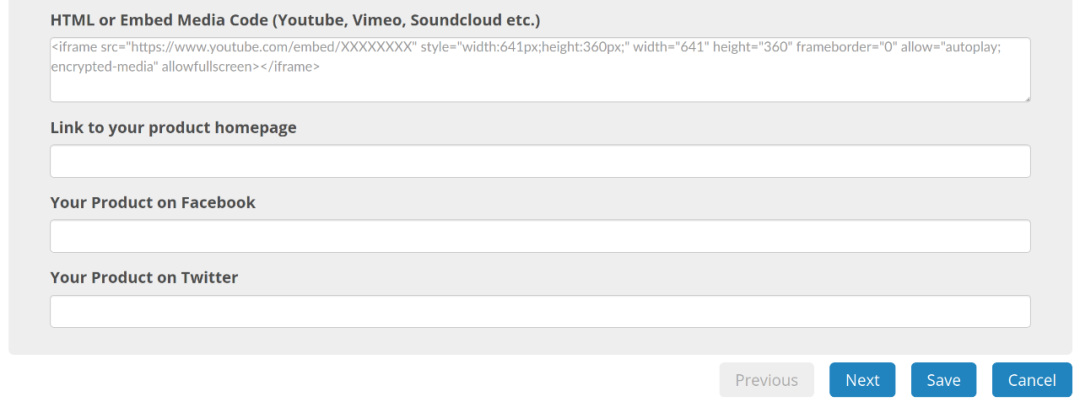 HTML or Embed Media Code (Youtube, Vimeo, Soundcloud etc.)
<iframe src="https://www.youtube.com/embed/XXXXXXXX" style="width:641px;height:360px;" width="641" height="360" frameborder="0" allow="autoplay;
encrypted-media" allowfullscreen></iframe>
Link to your product homepage
Your Product on Facebook
Your Product on Twitter
Previous Next Save Cancel